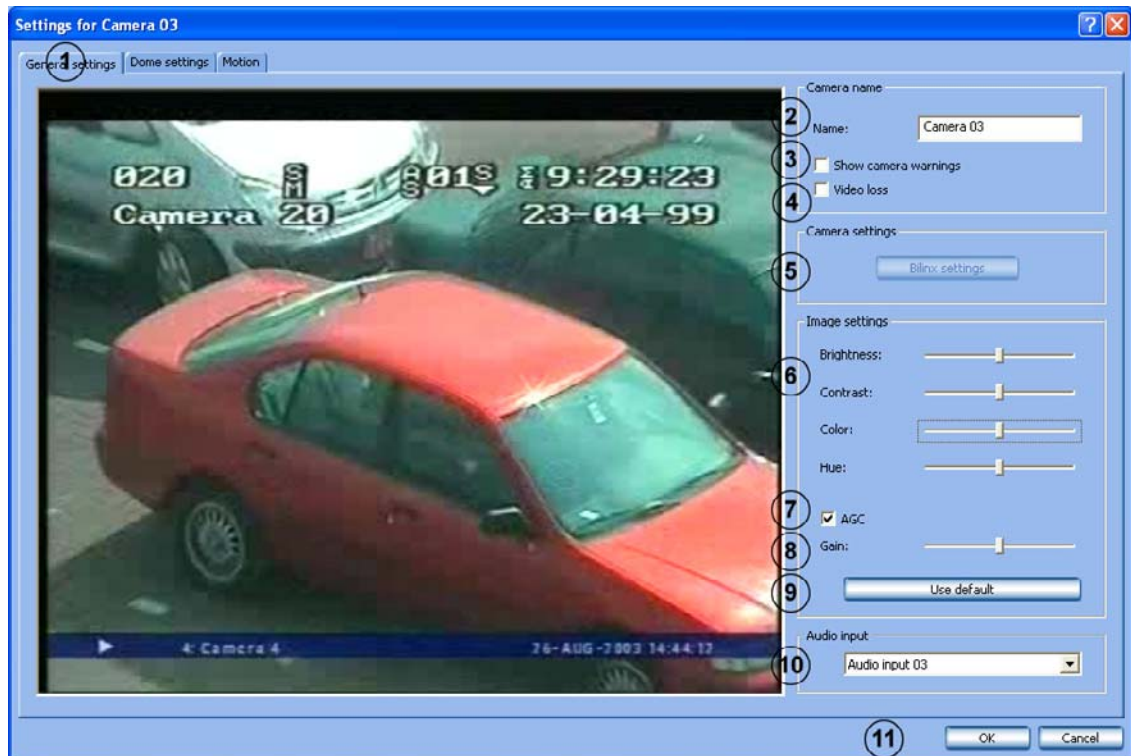 Settings for Camera 03
1
General settings
Dome settings
Motion
020 S M A S 01S 9:29:23
Camera 20 23-04-99
4: Camera 4 26-AUG-2003 14:44:12
Camera name
2
Name: Camera 03
3
Show camera warnings
4
Video loss
Camera settings
5
Bilinx settings
Image settings
Brightness:
6
Contrast:
Color:
Hue:
7
AGC
8
Gain:
9
Use default
Audio input
10
Audio input 03
11
OK
Cancel